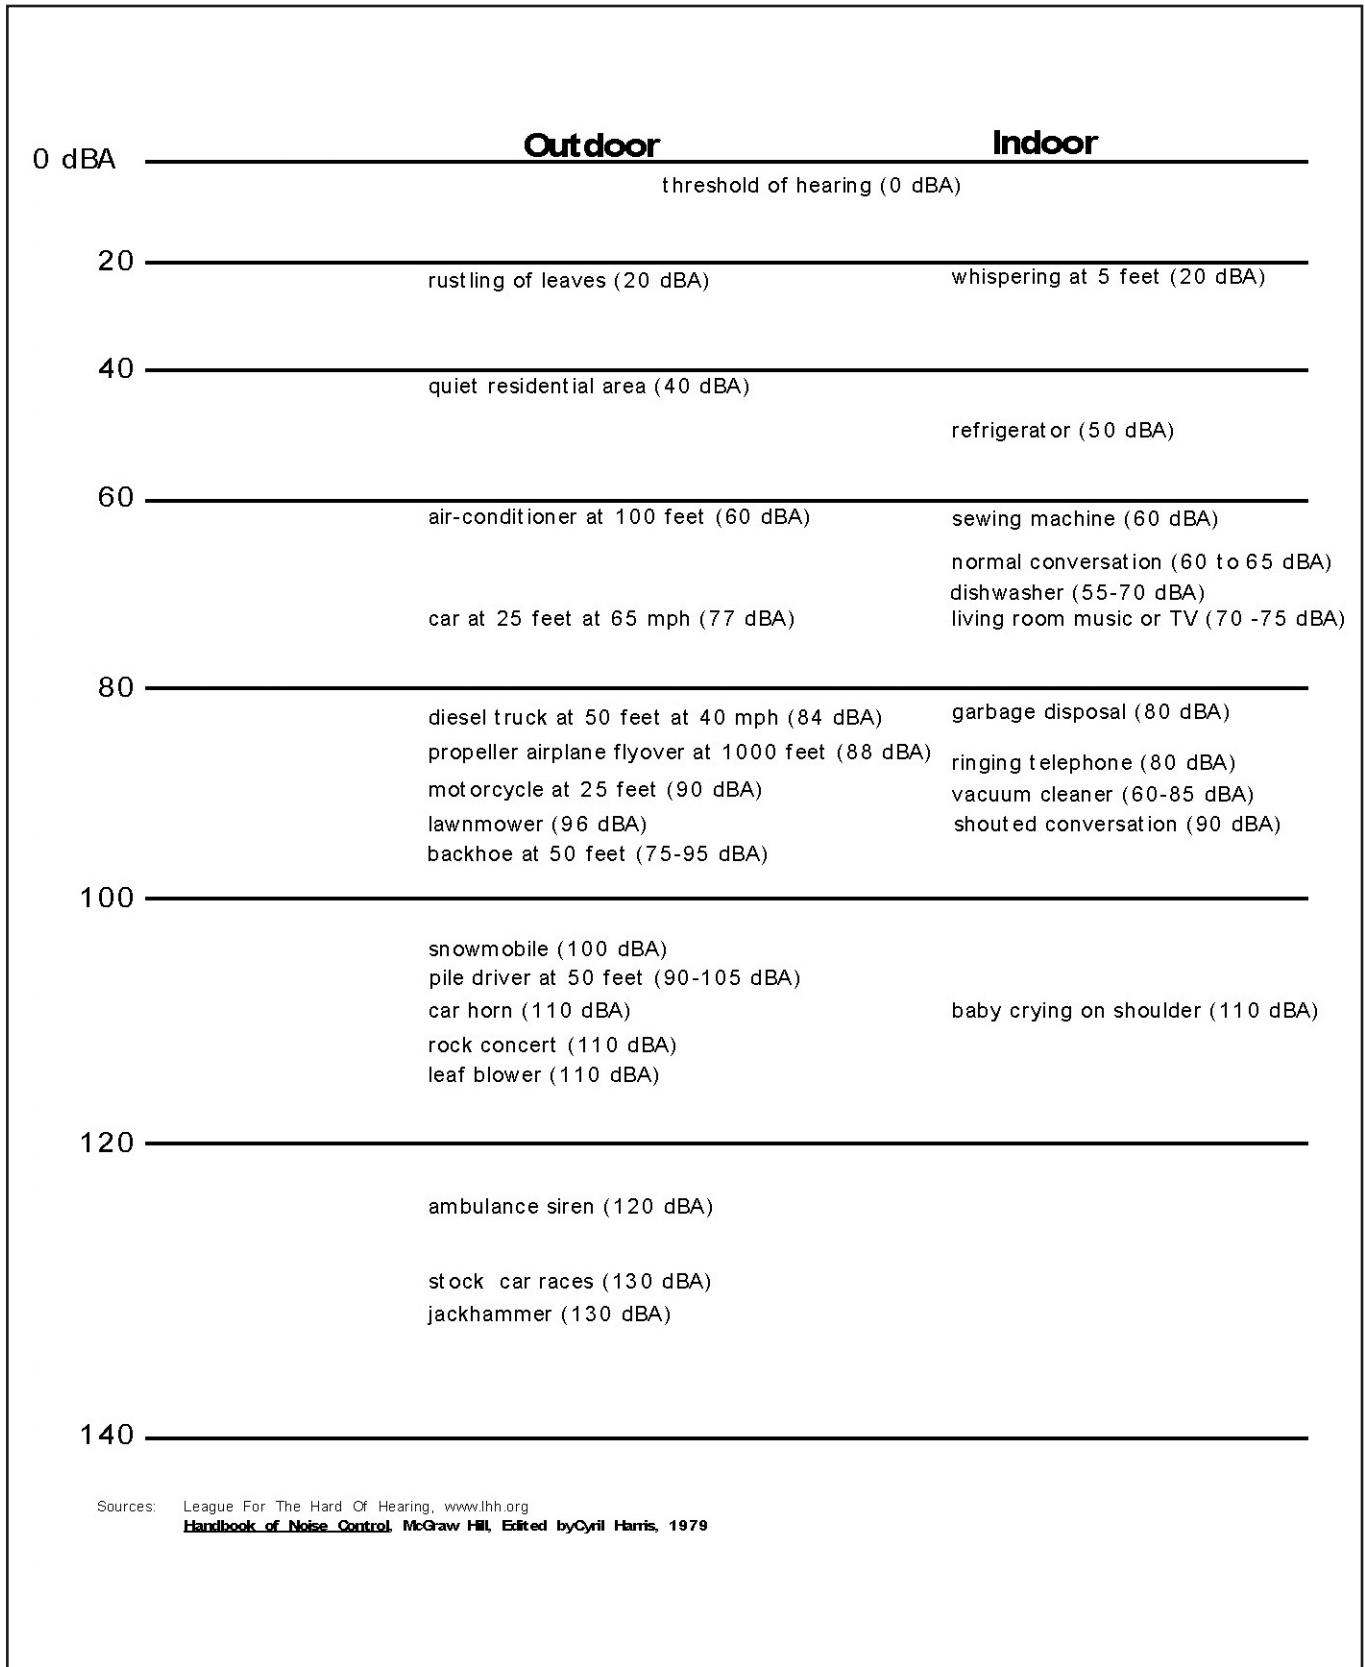 Outdoor Indoor
0 dBA
threshold of hearing (0 dBA)
20
rustling of leaves (20 dBA) whispering at 5 feet (20 dBA)
40
quiet residential area (40 dBA)
refrigerator (50 dBA)
60
air-conditioner at 100 feet (60 dBA) sewing machine (60 dBA)
normal conversation (60 to 65 dBA)
dishwasher (55-70 dBA)
car at 25 feet at 65 mph (77 dBA) living room music or TV (70 -75 dBA)
80
diesel truck at 50 feet at 40 mph (84 dBA) garbage disposal (80 dBA)
propeller airplane flyover at 1000 feet (88 dBA) ringing telephone (80 dBA)
motorcycle at 25 feet (90 dBA) vacuum cleaner (60-85 dBA)
lawnmower (96 dBA) shouted conversation (90 dBA)
backhoe at 50 feet (75-95 dBA)
100
snowmobile (100 dBA)
pile driver at 50 feet (90-105 dBA)
car horn (110 dBA) baby crying on shoulder (110 dBA)
rock concert (110 dBA)
leaf blower (110 dBA)
120
ambulance siren (120 dBA)
stock car races (130 dBA)
jackhammer (130 dBA)
140
Sources: League For The Hard Of Hearing, www.lhh.org
Handbook of Noise Control, McGraw Hill, Edited byCyril Harris, 1979